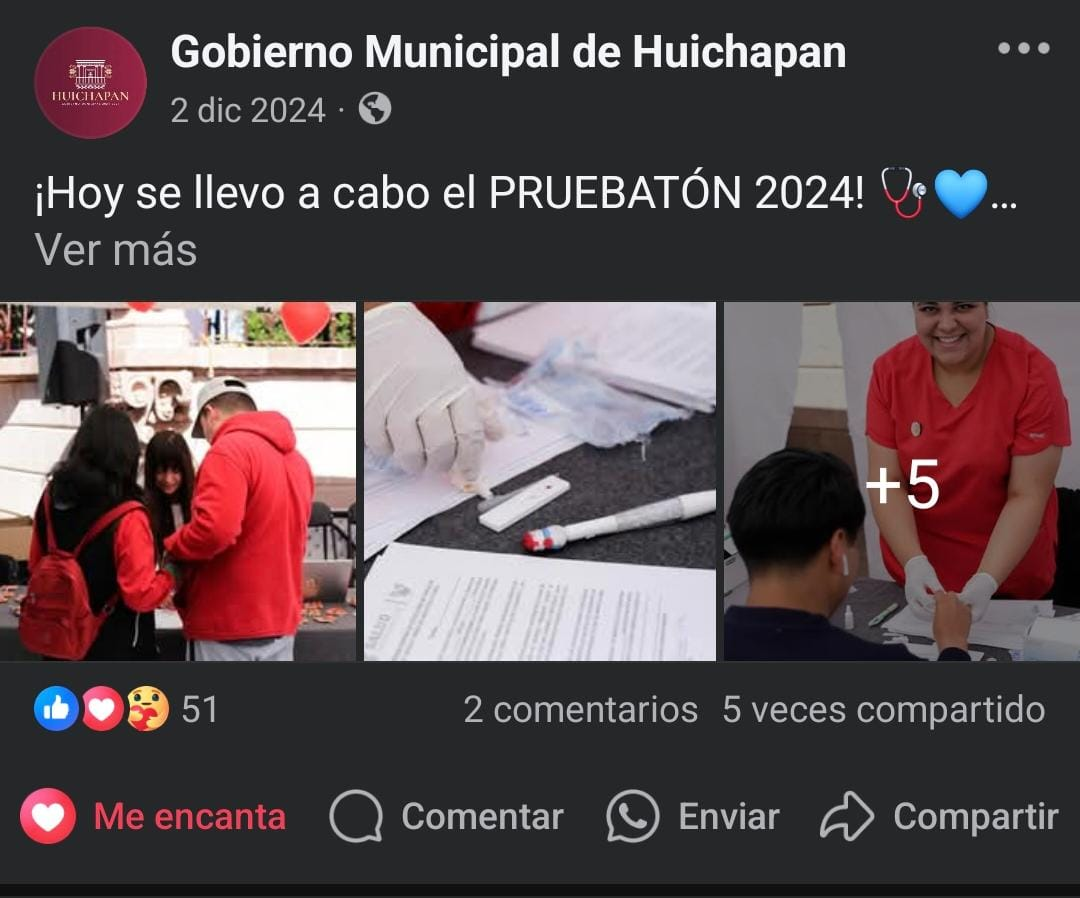 Gobierno Municipal de Huichapan
HUICHAPAN
2 dic 2024 ·
¡Hoy se llevo a cabo el PRUEBATÓN 2024! 🩺💙...
Ver más
SALUD
+5
51
2 comentarios 5 veces compartido
Me encanta Comentar Enviar Compartir